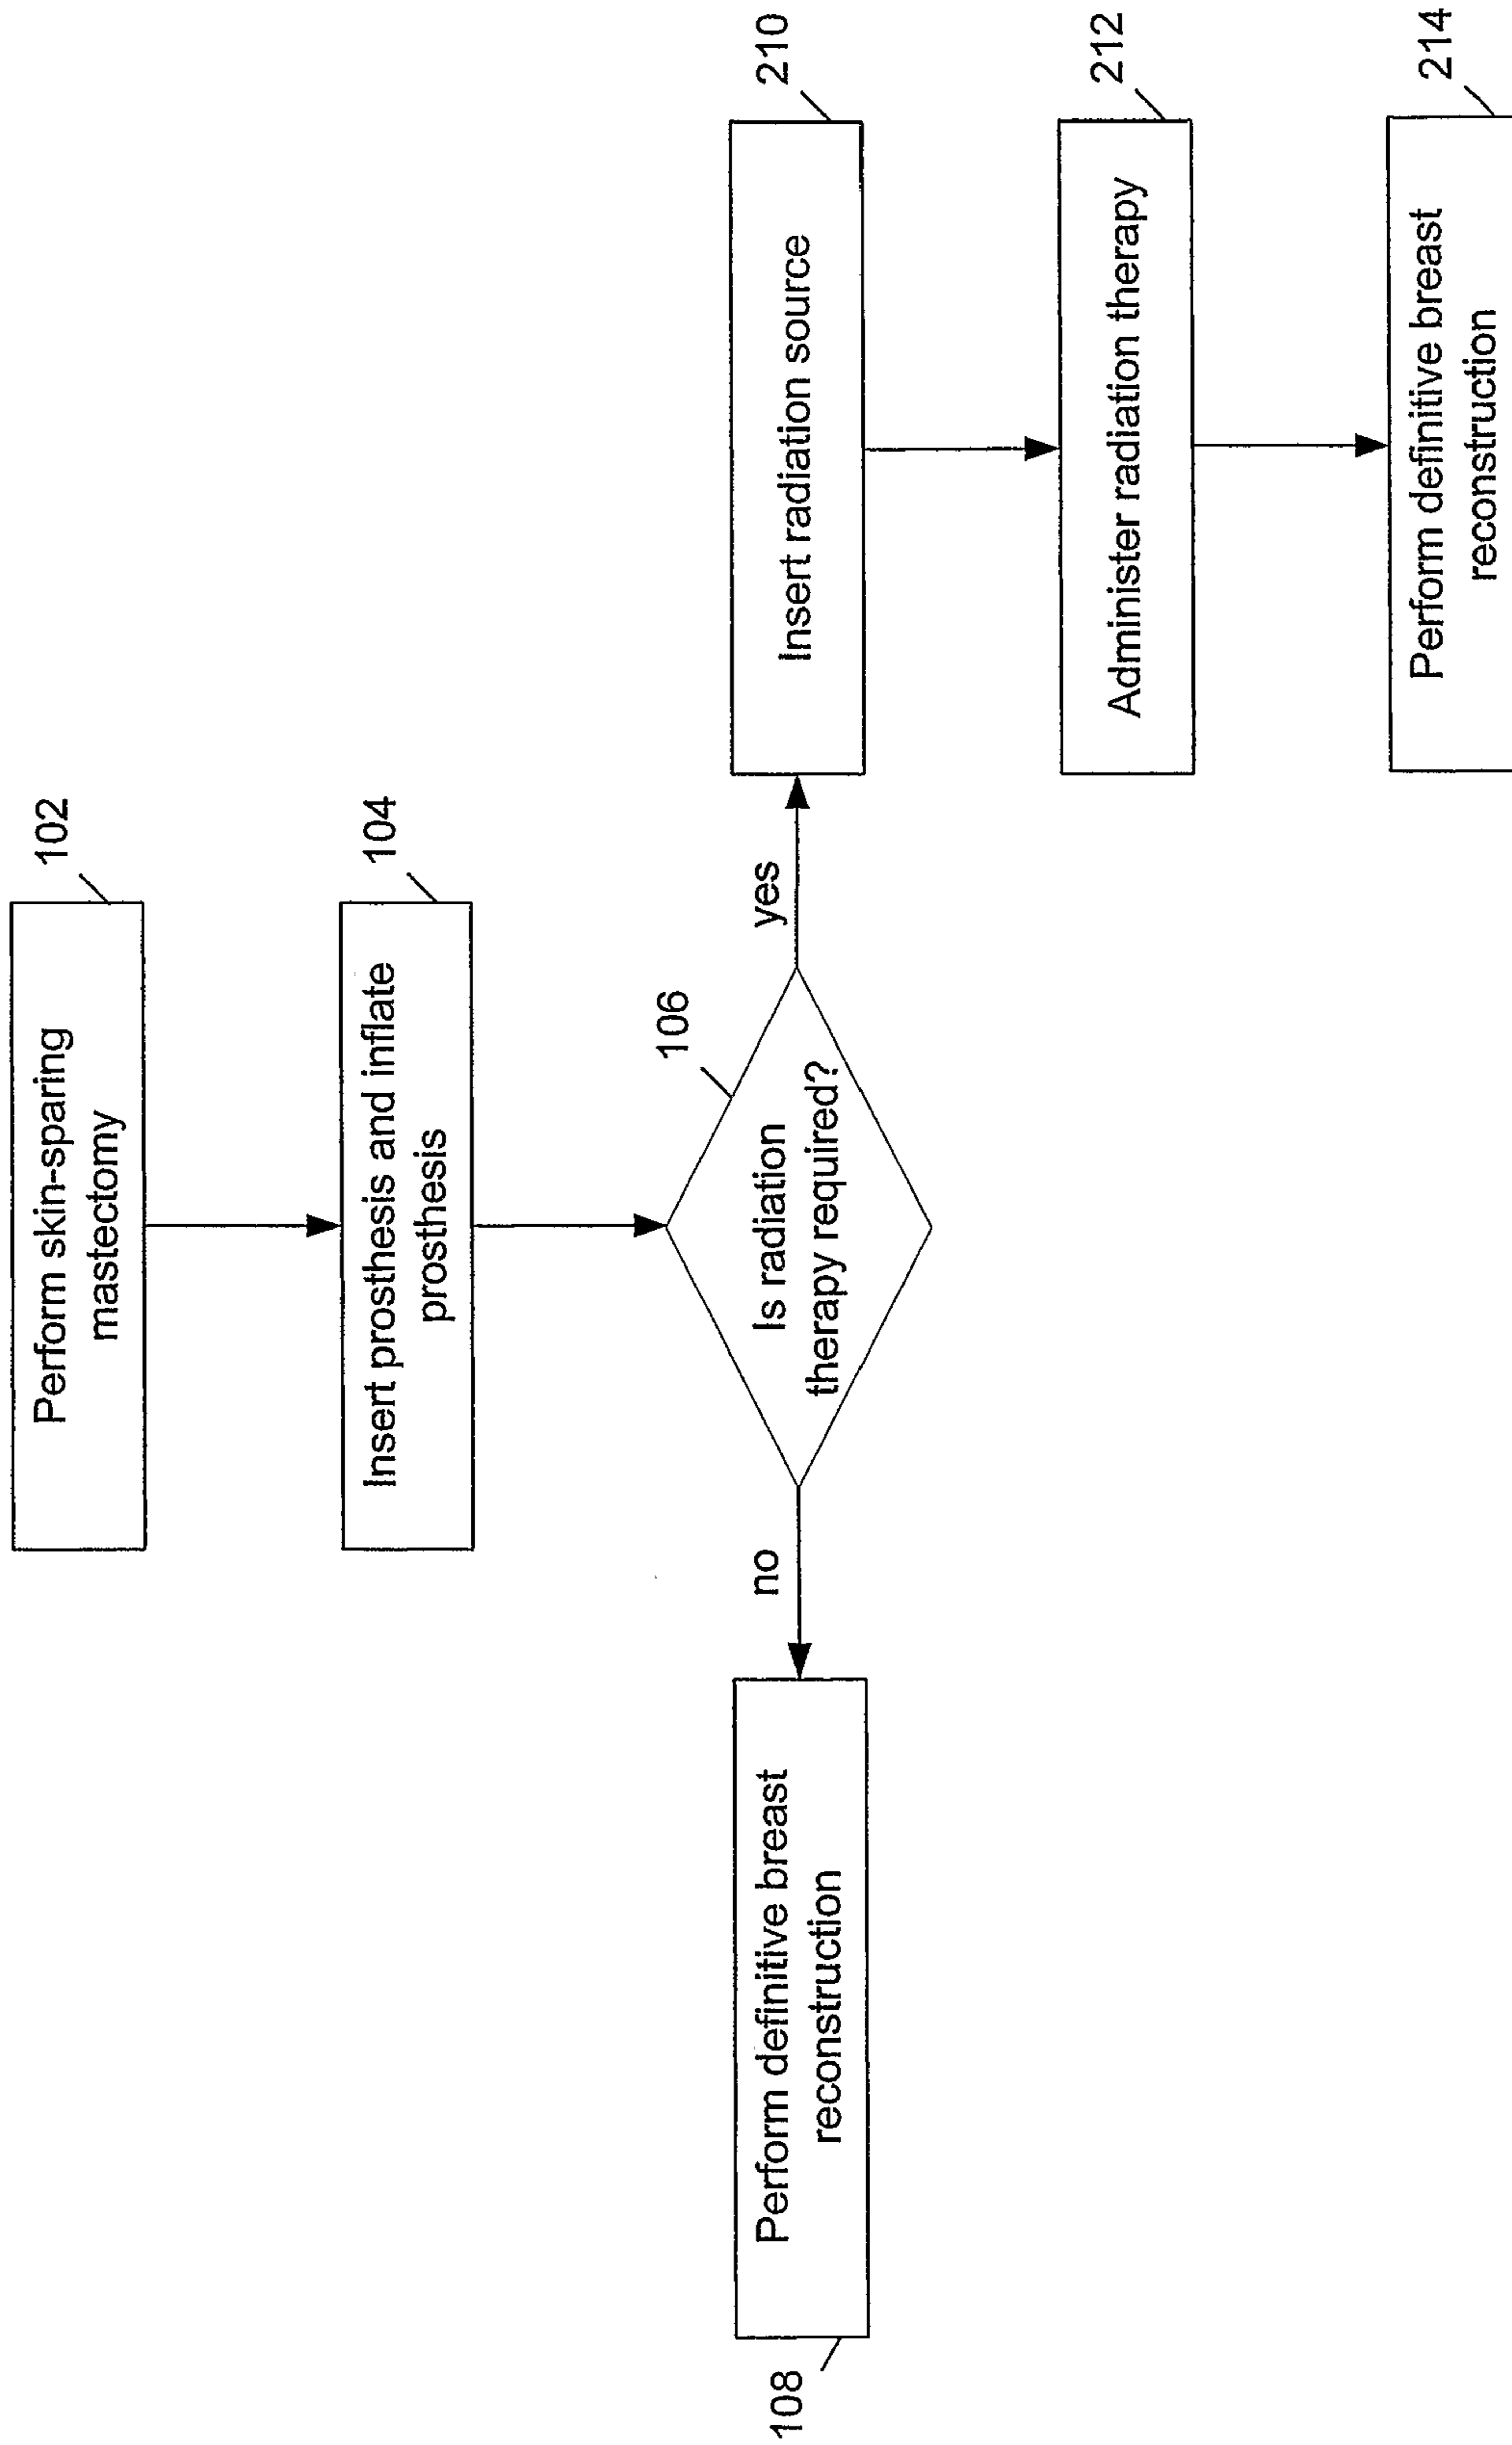 Perform skin-sparing
mastectomy
102
Insert prosthesis and inflate
prosthesis
104
Is radiation
therapy required?
106
no
yes
Perform definitive breast
reconstruction
108
Insert radiation source
210
Administer radiation therapy
212
Perform definitive breast
reconstruction
214